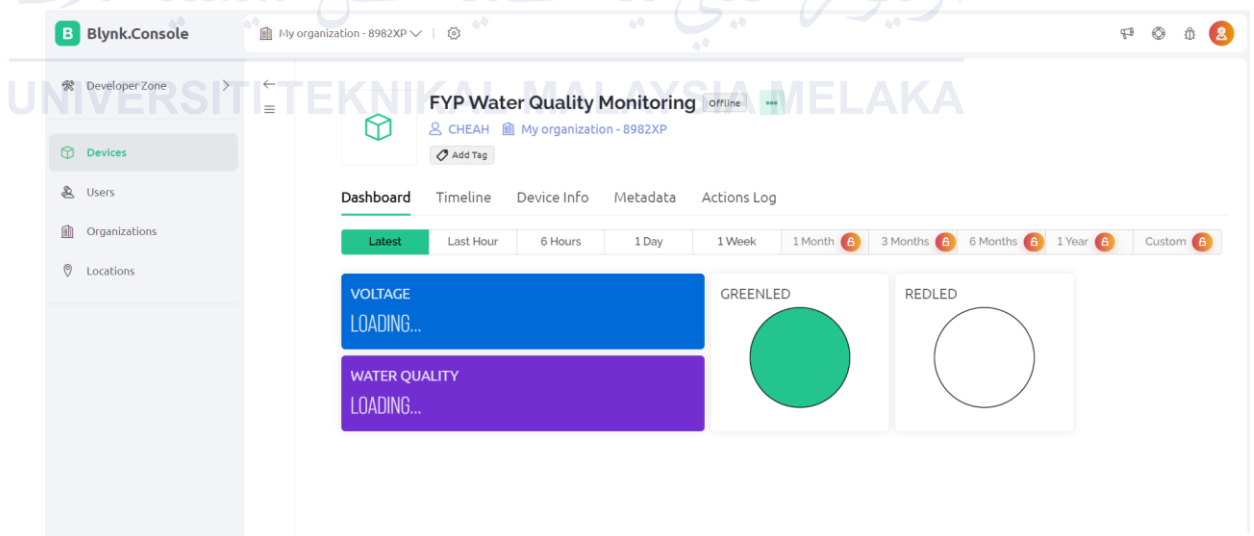 B Blynk.Console
My organization - 8982XP
UNIVERSITI TEKNIKAL MALAYSIA MELAKA
Developer Zone
Devices
Users
Organizations
Locations
FYP Water Quality Monitoring Offline
CHEAH My organization - 8982XP
Add Tag
Dashboard Timeline Device Info Metadata Actions Log
Latest Last Hour 6 Hours 1 Day 1 Week 1 Month 3 Months 6 Months 1 Year Custom
VOLTAGE
LOADING...
WATER QUALITY
LOADING...
GREENLED
REDLED